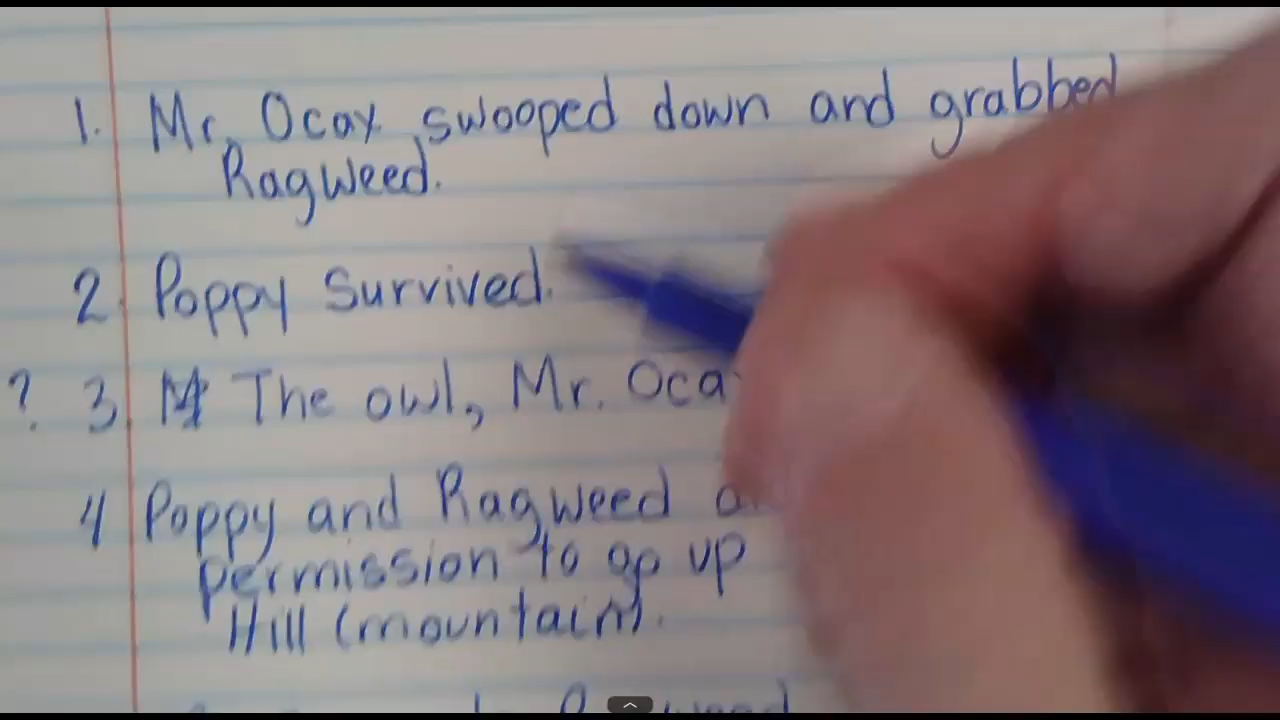 1. Mr. Ocax swooped down and grabbed
Ragweed.
2. Poppy Survived.
? 3. The owl, Mr.
4 Poppy and Ragweed
permission to go up
Hill (mountain).